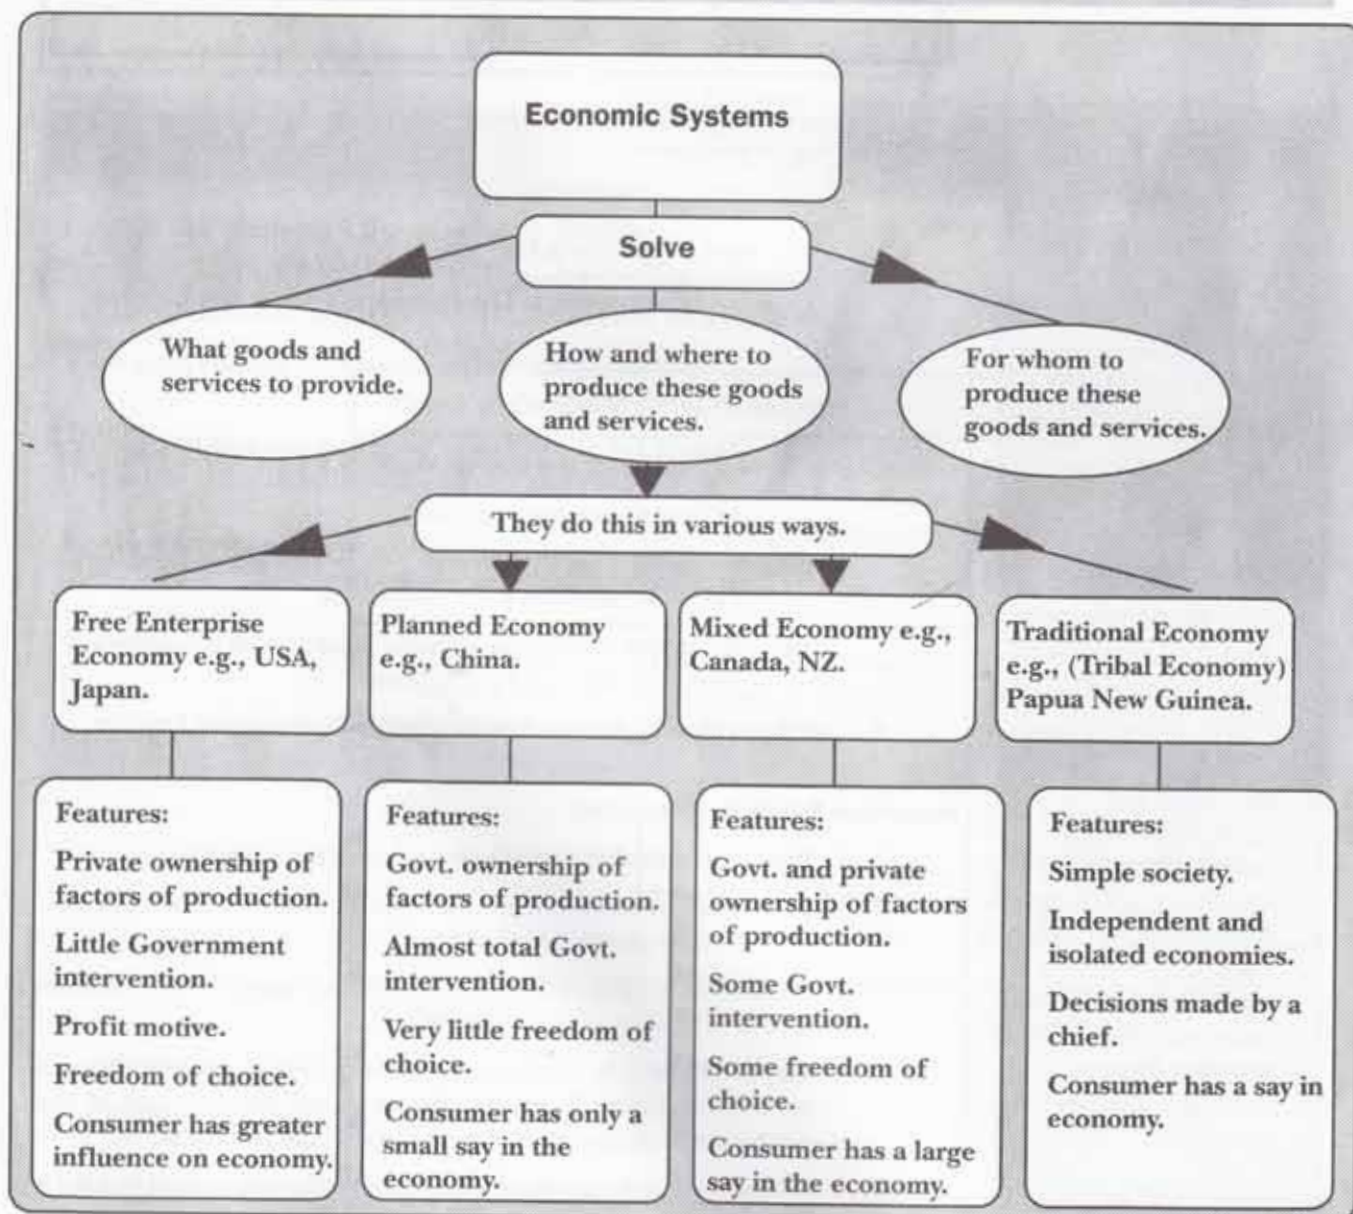 Economic Systems
Solve
What goods and
services to provide.
How and where to
produce these goods
and services.
For whom to
produce these
goods and services.
They do this in various ways.
Free Enterprise
Economy e.g., USA,
Japan.
Planned Economy
e.g., China.
Mixed Economy e.g.,
Canada, NZ.
Traditional Economy
e.g., (Tribal Economy)
Papua New Guinea.
Features:
Private ownership of
factors of production.
Little Government
intervention.
Profit motive.
Freedom of choice.
Consumer has greater
influence on economy.
Features:
Govt. ownership of
factors of production.
Almost total Govt.
intervention.
Very little freedom of
choice.
Consumer has only a
small say in the
economy.
Features:
Govt. and private
ownership of factors
of production.
Some Govt.
intervention.
Some freedom of
choice.
Consumer has a large
say in the economy.
Features:
Simple society.
Independent and
isolated economies.
Decisions made by a
chief.
Consumer has a say in
economy.